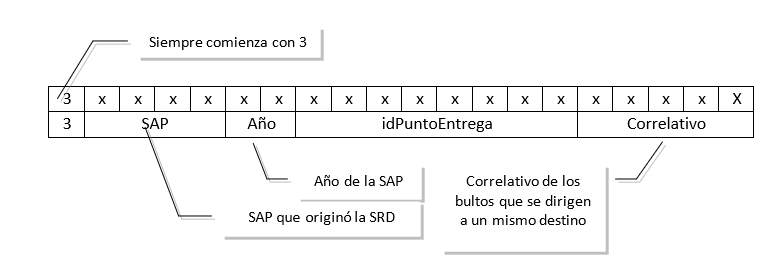 Siempre comienza con 3
3 x x x x x x x x x x x x x x x x x x X
3 SAP Año idPuntoEntrega Correlativo
Año de la SAP
SAP que originó la SRD
Correlativo de los
bultos que se dirigen
a un mismo destino